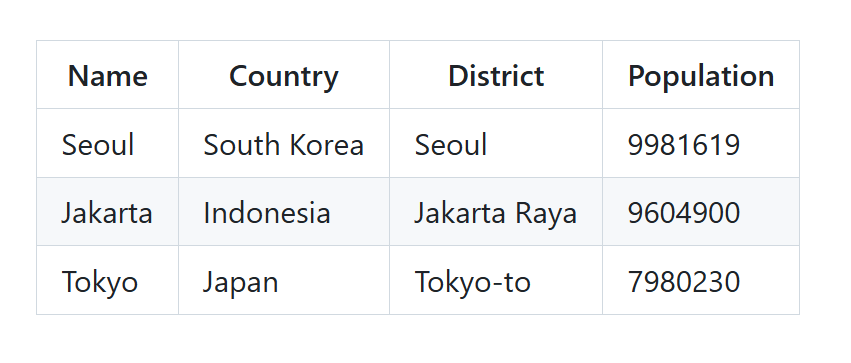 Name Country District Population
Seoul South Korea Seoul 9981619
Jakarta Indonesia Jakarta Raya 9604900
Tokyo Japan Tokyo-to 7980230